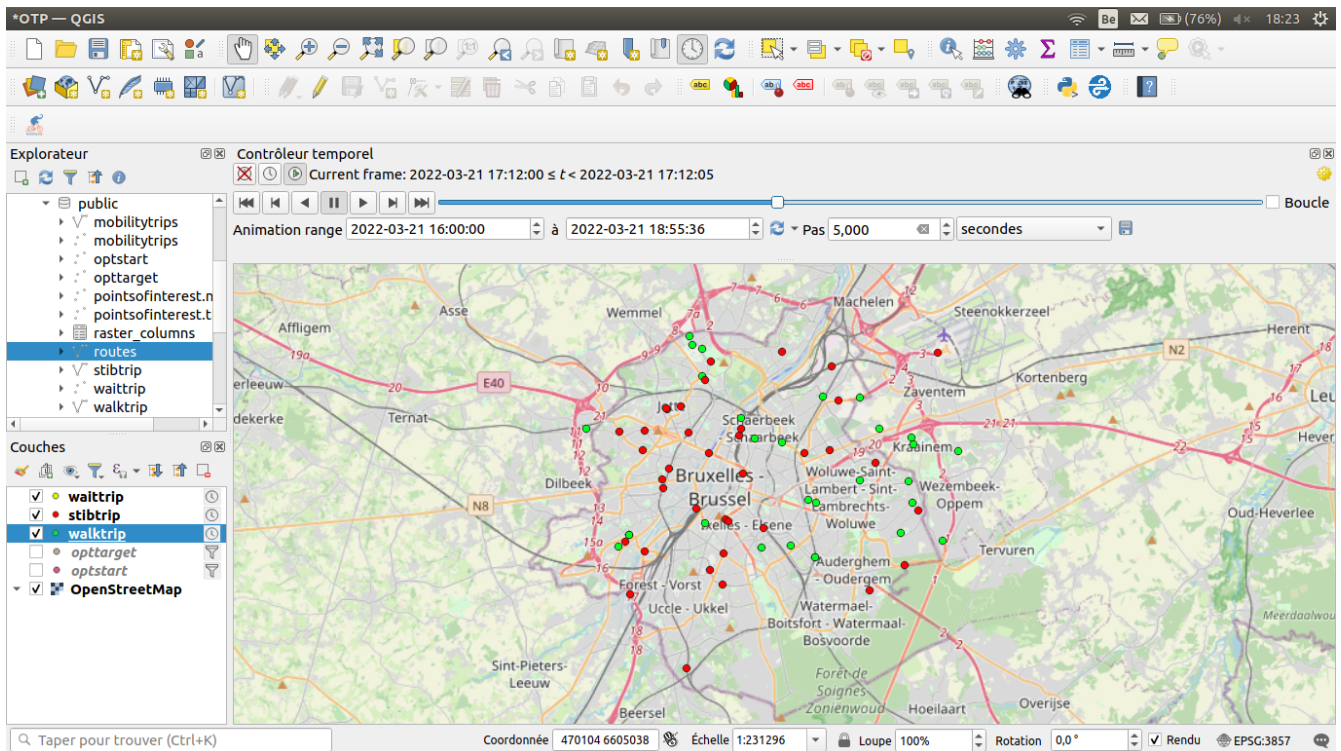 *OTP — QGIS
Be (76%) 18:23
Explorateur
public
mobilitytrips
mobilitytrips
optstart
opttarget
pointsofinterest.n
pointsofinterest.t
raster_columns
routes
stibtrip
waittrip
walktrip
Couches
waittrip
stibtrip
walktrip
opttarget
optstart
OpenStreetMap
Contrôleur temporel
Current frame: 2022-03-21 17:12:00 ≤ t < 2022-03-21 17:12:05
Boucle
Animation range 2022-03-21 16:00:00 à 2022-03-21 18:55:36 Pas 5,000 secondes
Asse
Wemmel
Machelen
Steenokkerzeel
Affligem
Herent
N2
E40
Kortenberg
Zaventem
Leu
dekerke
Ternat
Jette
Schaerbeek
- Schaarbeek
Kraainem
Hever
Dilbeek
Bruxelles -
Brussel
Woluwe-Saint-
Lambert - Sint-
Lambrechts-
Woluwe
Wezembeek-
Oppem
N8
Oud-Heverlee
Ixelles - Elsene
Tervuren
Auderghem
- Oudergem
Forest - Vorst
Uccle - Ukkel
Watermael-
Boitsfort - Watermaal-
Bosvoorde
Meerdaalwou
Sint-Pieters-
Leeuw
Forêt de
Soignes
Zoniënwoud
Beersel
Hoeilaart
Overijse
Taper pour trouver (Ctrl+K)
Coordonnée 470104 6605038 Échelle 1:231296 Loupe 100% Rotation 0,0 ° Rendu EPSG:3857